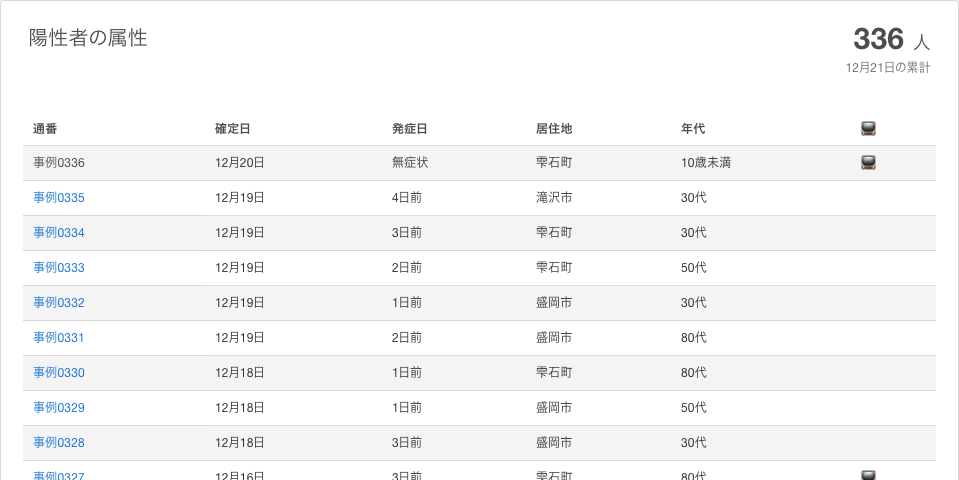 陽性者の属性
336 人
12月21日の累計
通番 確定日 発症日 居住地 年代
事例0336 12月20日 無症状 雫石町 10歳未満
事例0335 12月19日 4日前 滝沢市 30代
事例0334 12月19日 3日前 雫石町 30代
事例0333 12月19日 2日前 雫石町 50代
事例0332 12月19日 1日前 盛岡市 30代
事例0331 12月19日 2日前 盛岡市 80代
事例0330 12月18日 1日前 雫石町 80代
事例0329 12月18日 1日前 盛岡市 50代
事例0328 12月18日 3日前 盛岡市 30代
事例0327 12月16日 3日前 雫石町 80代